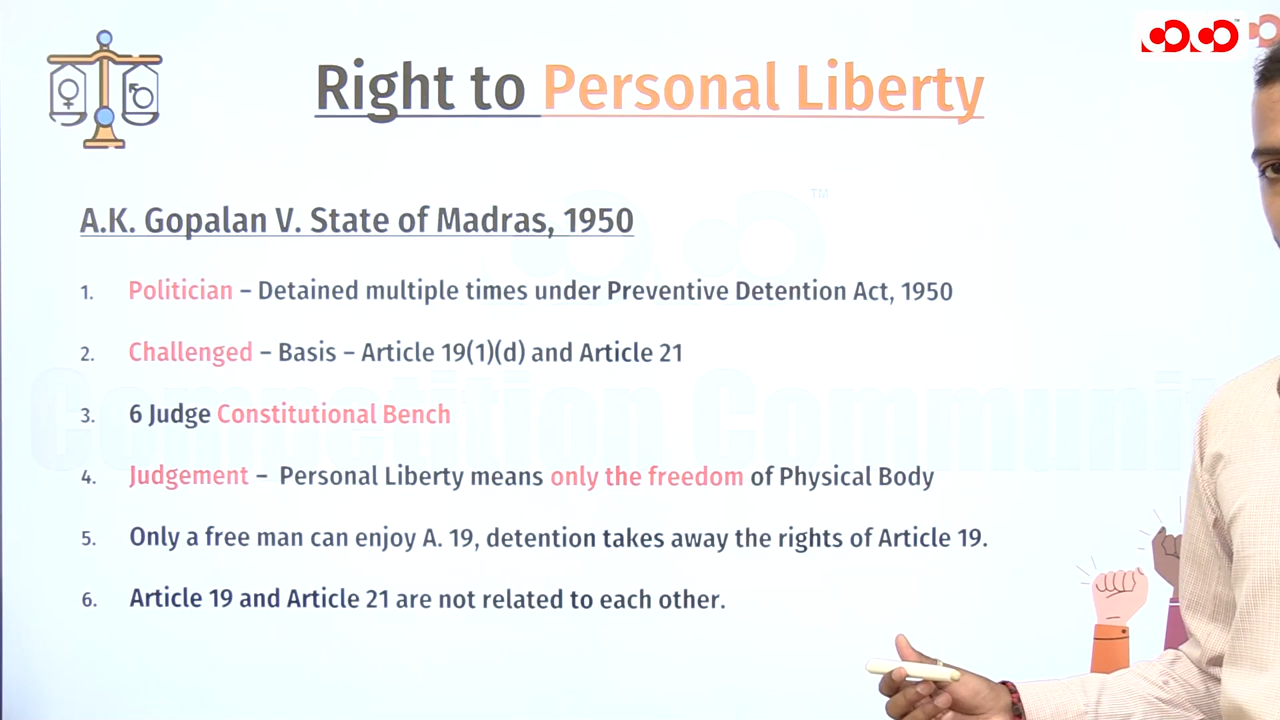 Right to Personal Liberty
TM
A.K. Gopalan V. State of Madras, 1950
1. Politician – Detained multiple times under Preventive Detention Act, 1950
2. Challenged – Basis – Article 19(1)(d) and Article 21
3. 6 Judge Constitutional Bench
4. Judgement – Personal Liberty means only the freedom of Physical Body
5. Only a free man can enjoy A. 19, detention takes away the rights of Article 19.
6. Article 19 and Article 21 are not related to each other.
Competition Communit